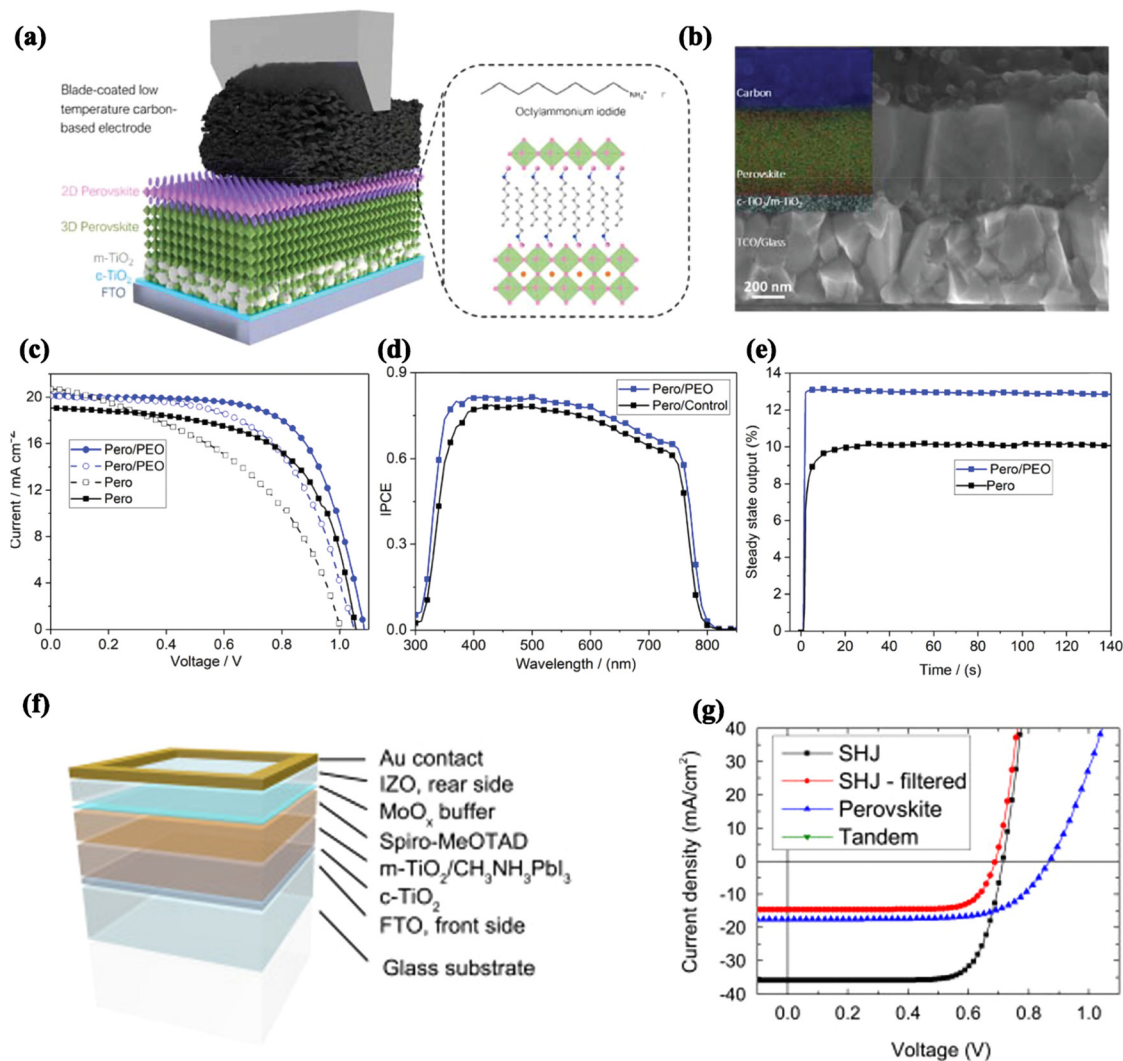 (a)
Blade-coated low
temperature carbon-
based electrode
2D Perovskite
3D Perovskite
m-TiO₂
c-TiO₂
FTO
NH₃⁺
I⁻
Octylammonium iodide
(b)
Carbon
Perovskite
c-TiO₂/m-TiO₂
TCO/Glass
200 nm
(c)
Current / mA cm⁻²
20
16
12
8
4
0
Pero/PEO
Pero/PEO
Pero
Pero
0.0 0.2 0.4 0.6 0.8 1.0
Voltage / V
(d)
IPCE
0.9
0.6
0.3
0.0
Pero/PEO
Pero/Control
300 400 500 600 700 800
Wavelength / (nm)
(e)
Steady state output (%)
14
12
10
8
6
4
2
0
Pero/PEO
Pero
0 20 40 60 80 100 120 140
Time / (s)
(f)
Au contact
IZO, rear side
MoOₓ buffer
Spiro-MeOTAD
m-TiO₂/CH₃NH₃PbI₃
c-TiO₂
FTO, front side
Glass substrate
(g)
Current density (mA/cm²)
40
30
20
10
0
-10
-20
-30
-40
SHJ
SHJ - filtered
Perovskite
Tandem
0.0 0.2 0.4 0.6 0.8 1.0
Voltage (V)